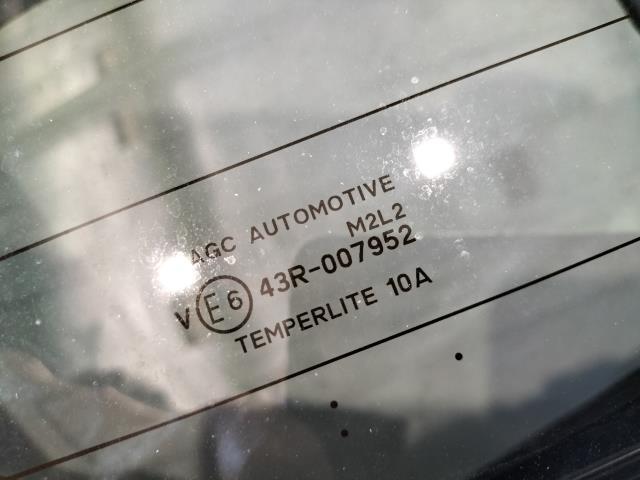 AGC AUTOMOTIVE
M2L2
V E6 43R-007952
TEMPERLITE 10A